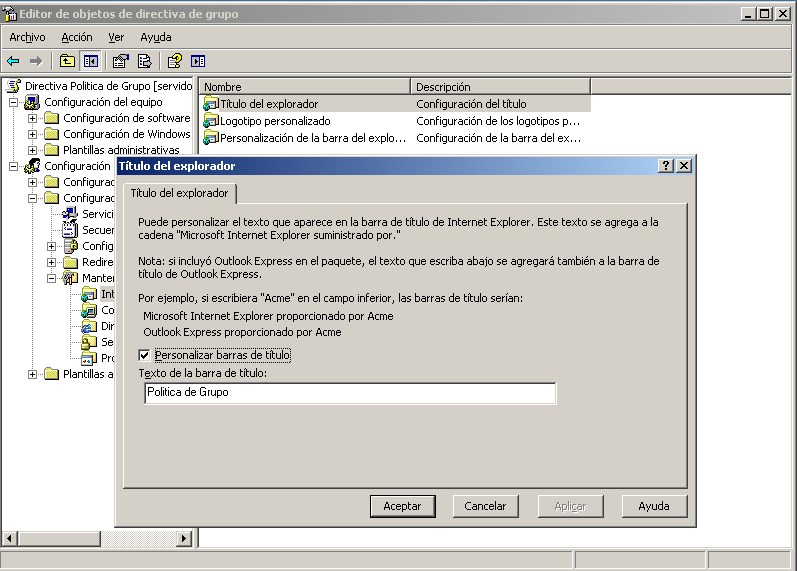 Editor de objetos de directiva de grupo
Archivo Acción Ver Ayuda
Directiva Politica de Grupo [servido
Configuración del equipo
Configuración de software
Configuración de Windows
Plantillas administrativas
Configuración
Configurac
Configurac
Servici
Secuen
Config
Redire
Manter
Int
Co
Dir
Se
Pro
Plantillas a
Nombre Descripción
Título del explorador Configuración del título
Logotipo personalizado Configuración de los logotipos p...
Personalización de la barra del explo... Configuración de la barra del ex...
Título del explorador
Título del explorador
Puede personalizar el texto que aparece en la barra de título de Internet Explorer. Este texto se agrega a la
cadena "Microsoft Internet Explorer suministrado por."
Nota: si incluyó Outlook Express en el paquete, el texto que escriba abajo se agregará también a la barra de
título de Outlook Express.
Por ejemplo, si escribiera "Acme" en el campo inferior, las barras de título serían:
Microsoft Internet Explorer proporcionado por Acme
Outlook Express proporcionado por Acme
Personalizar barras de título
Texto de la barra de título:
Politica de Grupo
Aceptar Cancelar Aplicar Ayuda